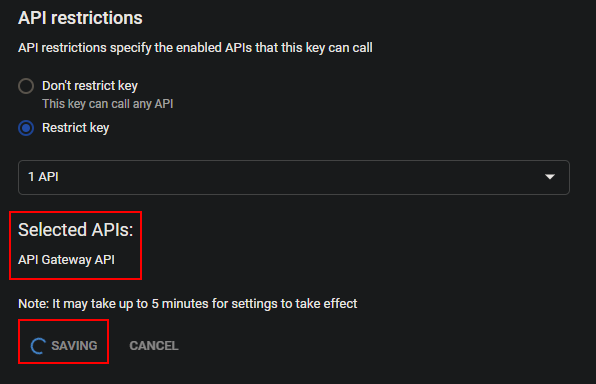 API restrictions
API restrictions specify the enabled APIs that this key can call
Don't restrict key
This key can call any API
Restrict key
1 API
Selected APIs:
API Gateway API
Note: It may take up to 5 minutes for settings to take effect
SAVING CANCEL